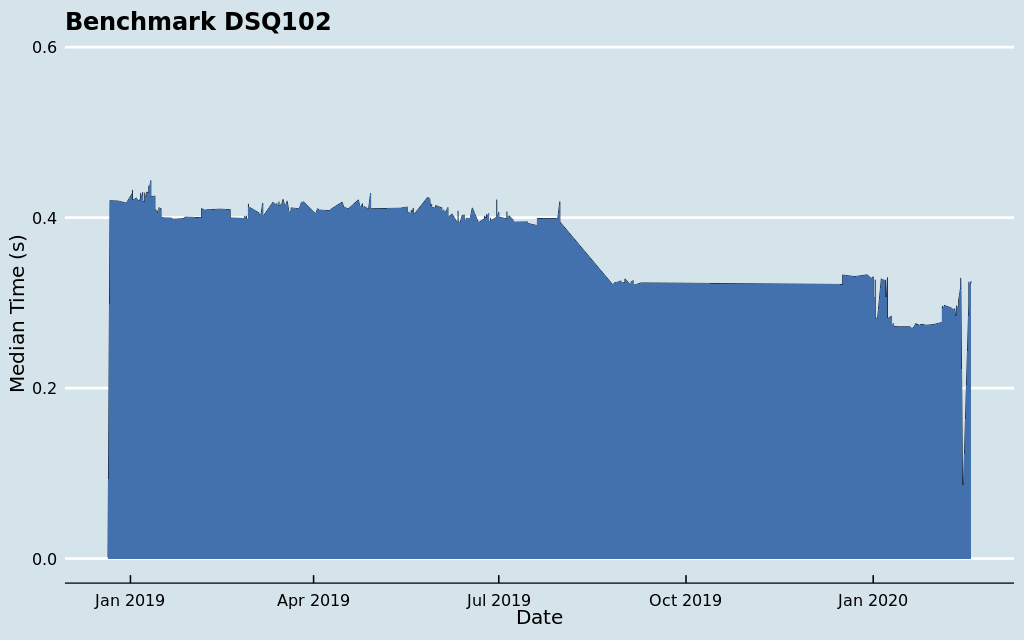 Benchmark DSQ102
0.6
0.4
0.2
0.0
Median Time (s)
Jan 2019
Apr 2019
Jul 2019
Oct 2019
Jan 2020
Date